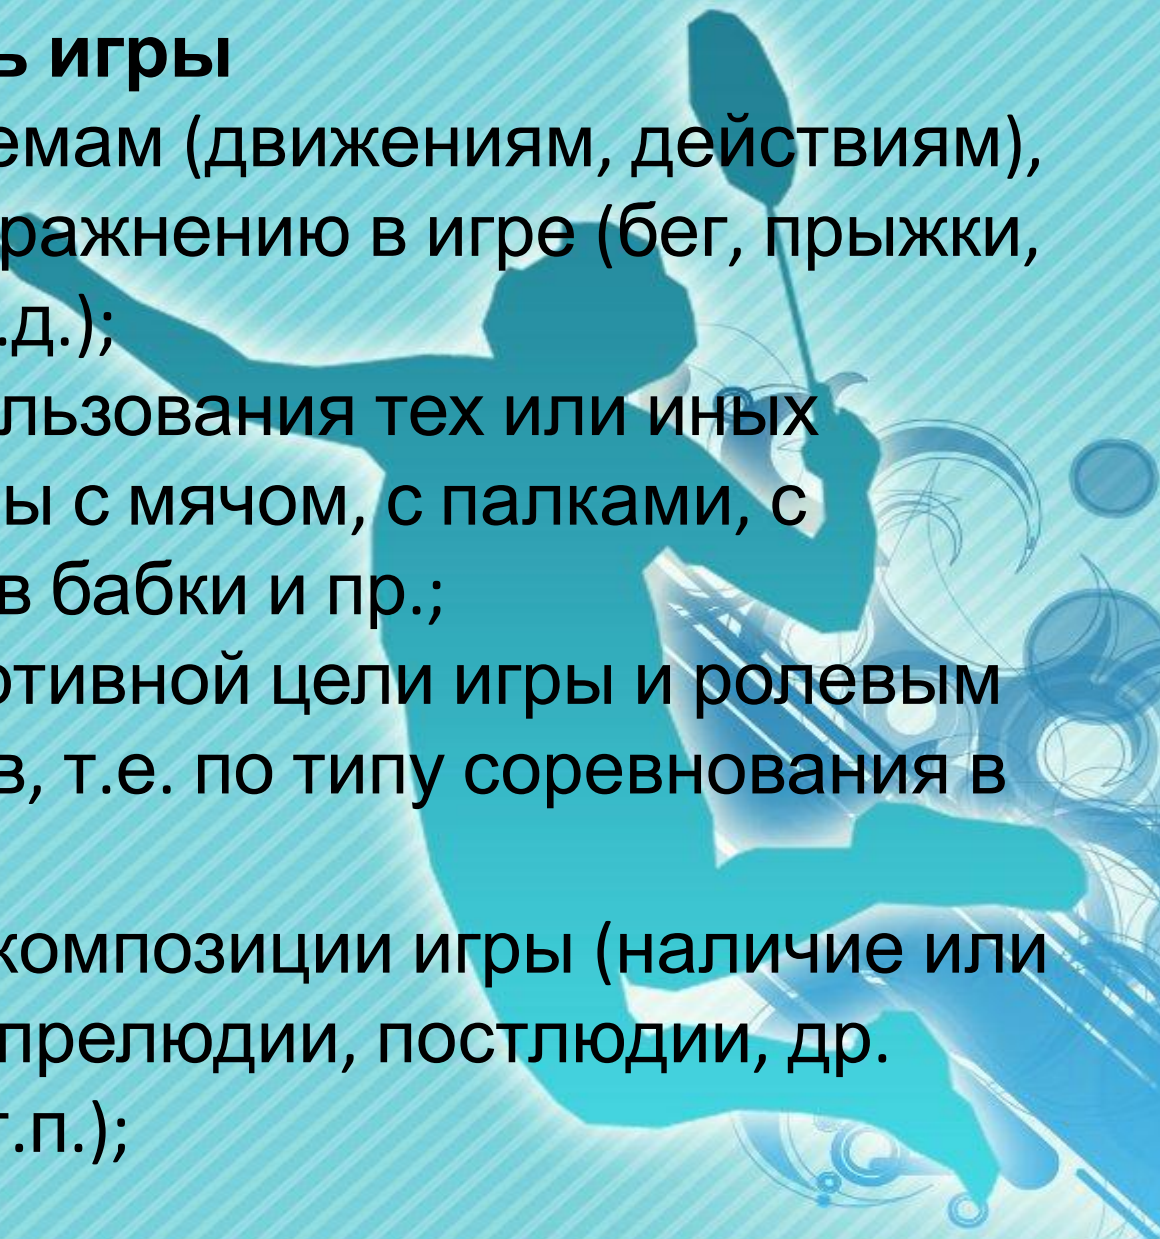 ь игры
емам (движениям, действиям),
ражнению в игре (бег, прыжки,
.д.);
льзования тех или иных
ы с мячом, с палками, с
в бабки и пр.;
отивной цели игры и ролевым
в, т.е. по типу соревнования в
композиции игры (наличие или
прелюдии, постлюдии, др.
т.п.);